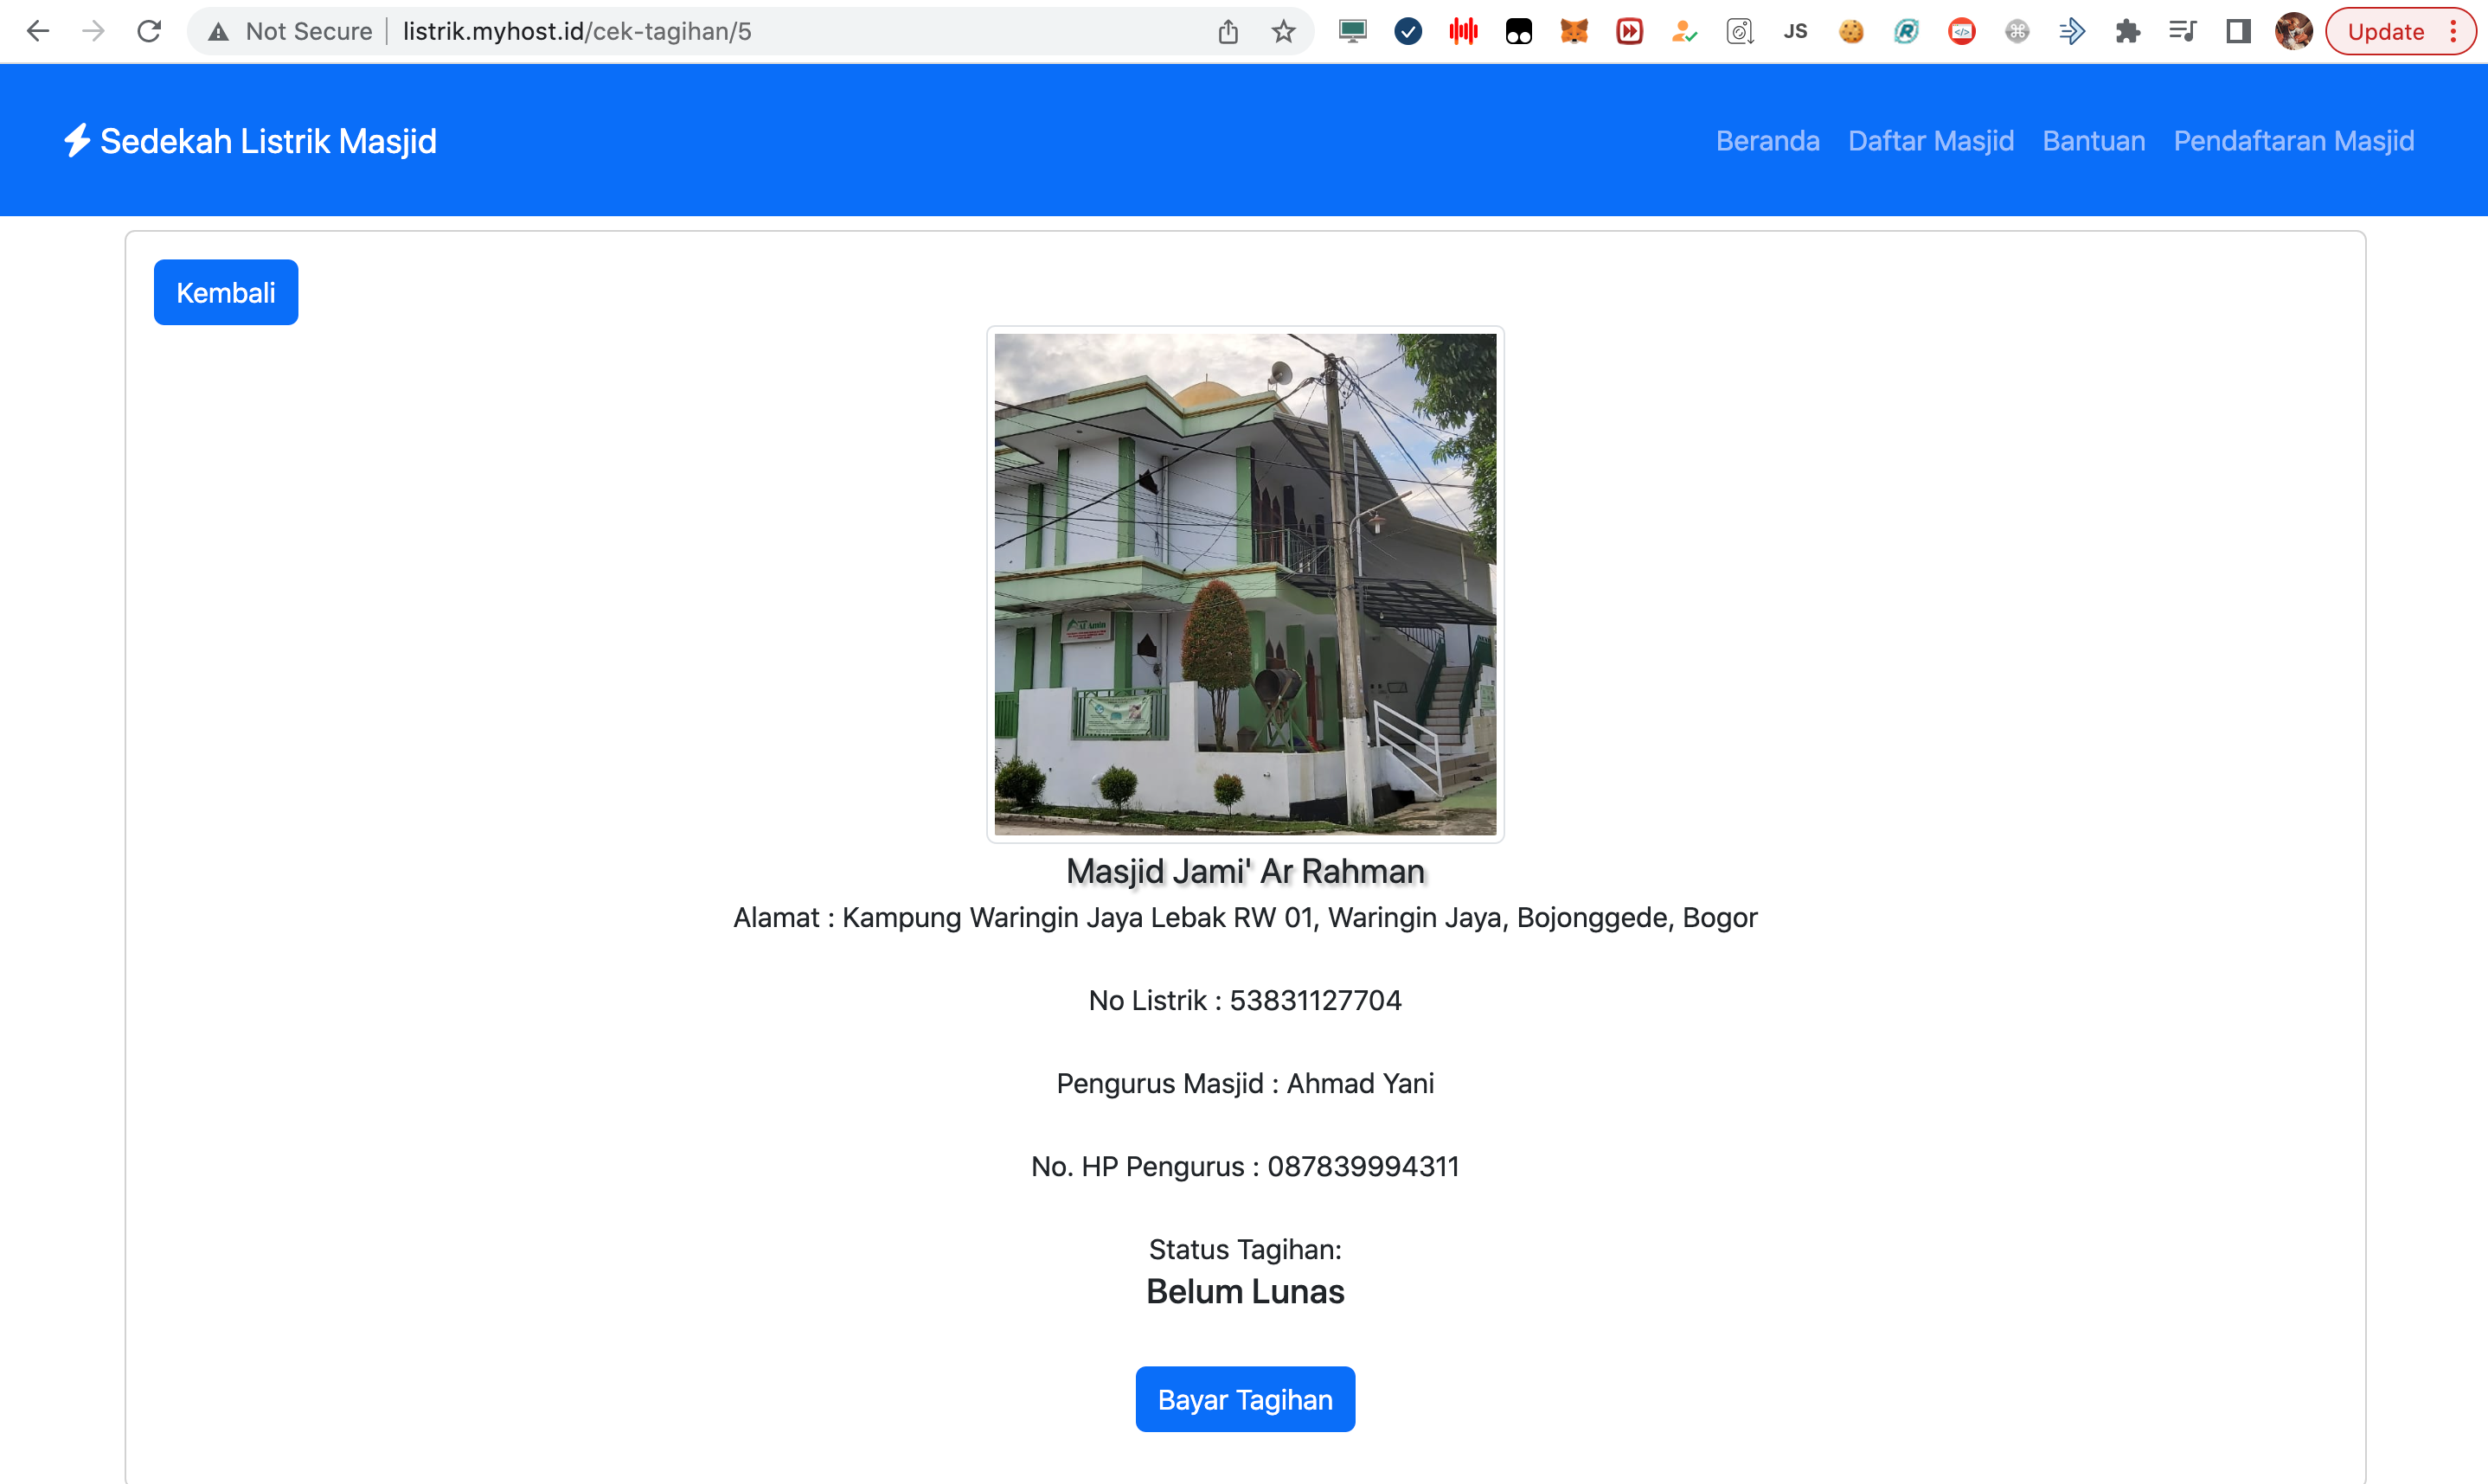 Not Secure
listrik.myhost.id/cek-tagihan/5
JS
Update
Sedekah Listrik Masjid
Beranda
Daftar Masjid
Bantuan
Pendaftaran Masjid
Kembali
Al Amin
Masjid Jami' Ar Rahman
Alamat : Kampung Waringin Jaya Lebak RW 01, Waringin Jaya, Bojonggede, Bogor
No Listrik : 53831127704
Pengurus Masjid : Ahmad Yani
No. HP Pengurus : 087839994311
Status Tagihan:
Belum Lunas
Bayar Tagihan